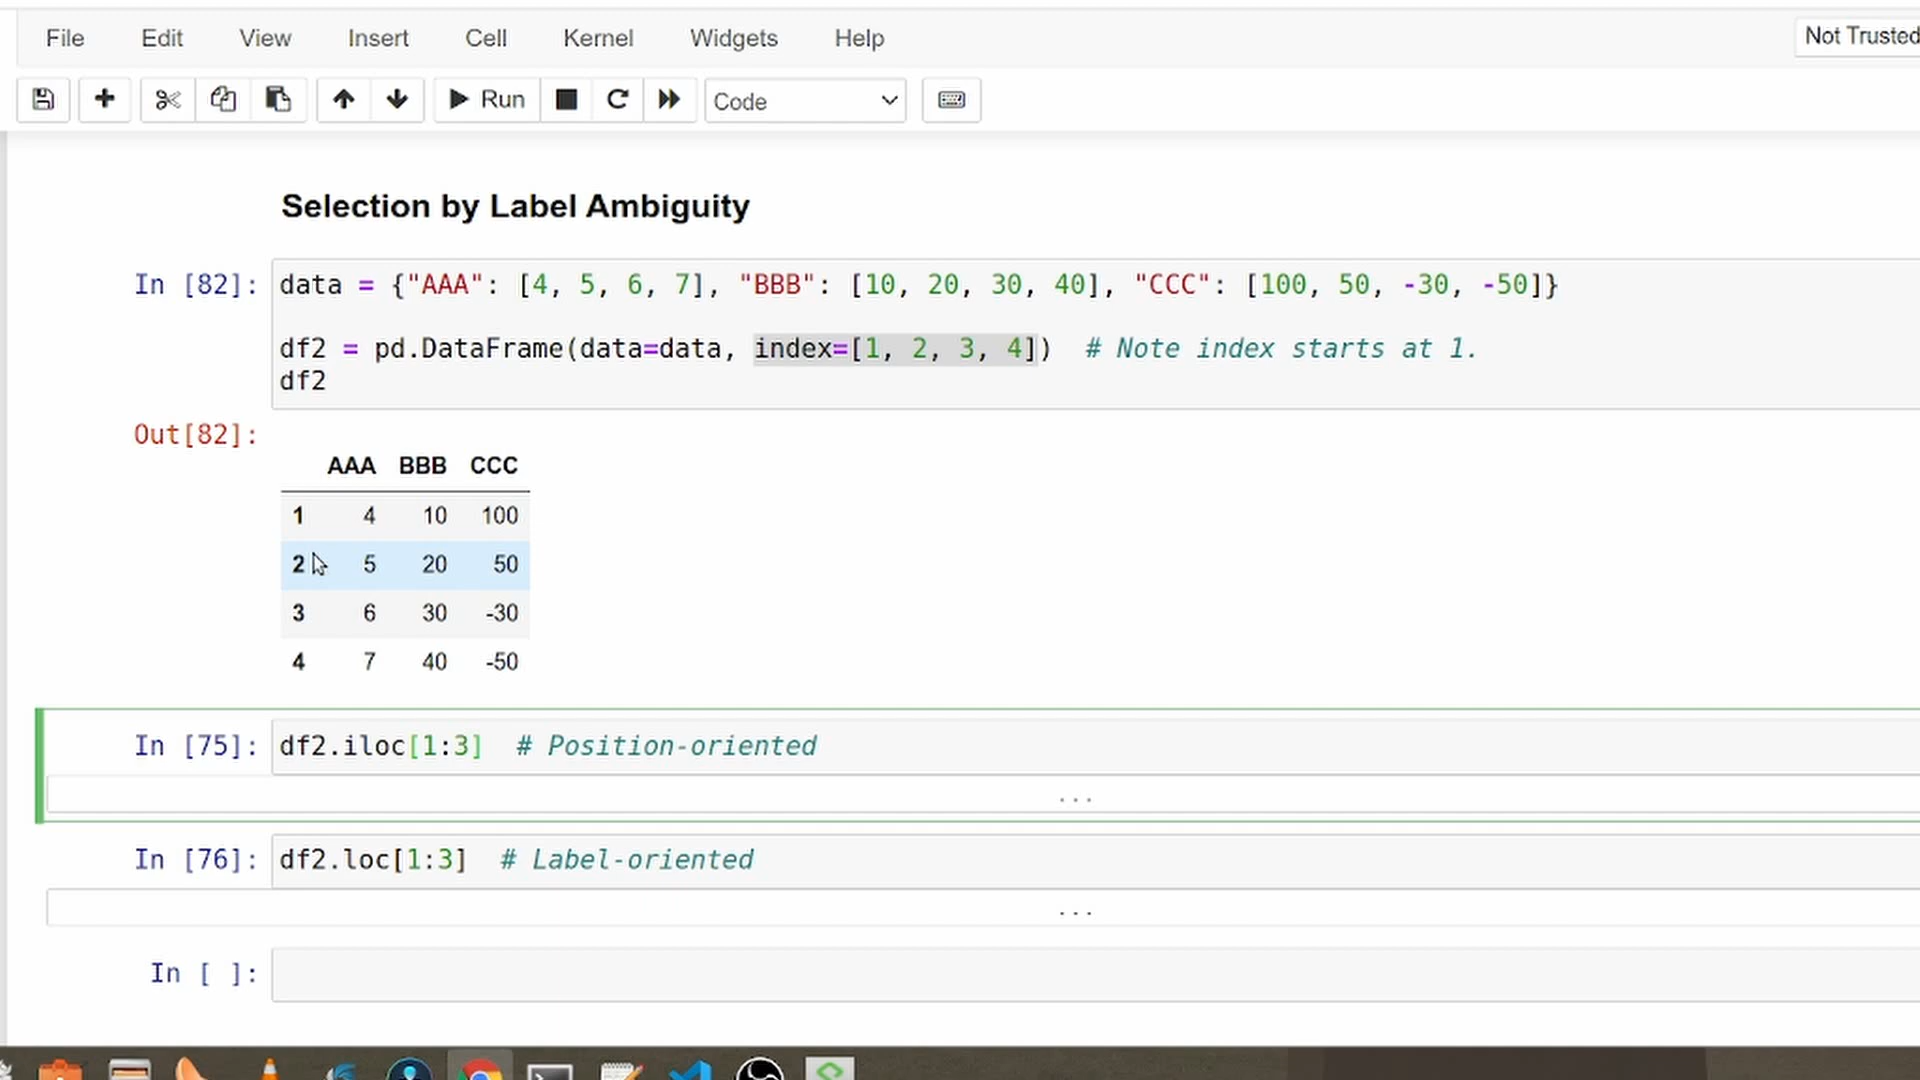 File Edit View Insert Cell Kernel Widgets Help Not Trusted
Run Code
Selection by Label Ambiguity
In [82]: data = {"AAA": [4, 5, 6, 7], "BBB": [10, 20, 30, 40], "CCC": [100, 50, -30, -50]}
df2 = pd.DataFrame(data=data, index=[1, 2, 3, 4]) # Note index starts at 1.
df2
Out[82]:
AAA BBB CCC
1 4 10 100
2 5 20 50
3 6 30 -30
4 7 40 -50
In [75]: df2.iloc[1:3] # Position-oriented
...
In [76]: df2.loc[1:3] # Label-oriented
...
In [ ]: